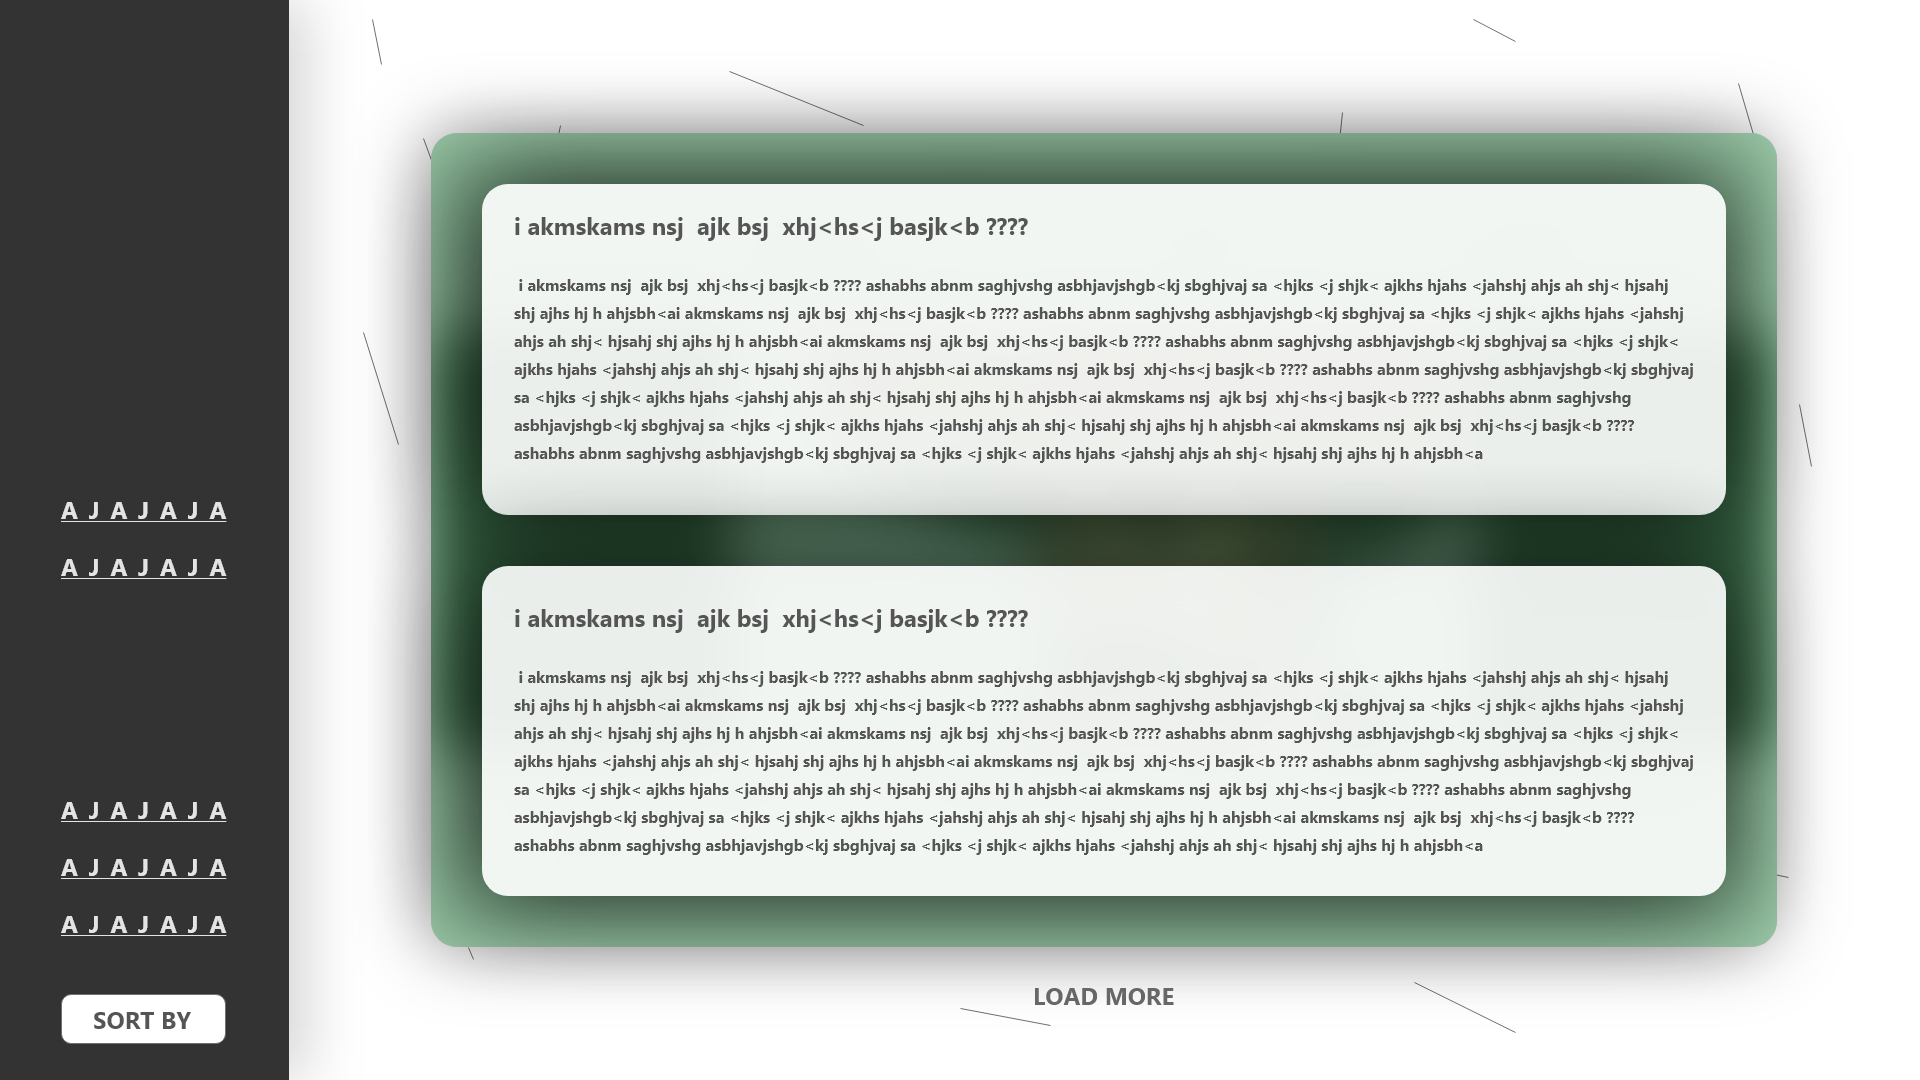 A J A J A J A
A J A J A J A
A J A J A J A
A J A J A J A
A J A J A J A
SORT BY
i akmskams nsj  ajk bsj  xhj<hs<j basjk<b ????
i akmskams nsj  ajk bsj  xhj<hs<j basjk<b ???? ashabhs abnm saghjvshg asbhjavjshgb<kj sbghjvaj sa <hjks <j shjk< ajkhs hjahs <jahshj ahjs ah shj< hjsahj
shj ajhs hj h ahjsbh<ai akmskams nsj  ajk bsj  xhj<hs<j basjk<b ???? ashabhs abnm saghjvshg asbhjavjshgb<kj sbghjvaj sa <hjks <j shjk< ajkhs hjahs <jahshj
ahjs ah shj< hjsahj shj ajhs hj h ahjsbh<ai akmskams nsj  ajk bsj  xhj<hs<j basjk<b ???? ashabhs abnm saghjvshg asbhjavjshgb<kj sbghjvaj sa <hjks <j shjk<
ajkhs hjahs <jahshj ahjs ah shj< hjsahj shj ajhs hj h ahjsbh<ai akmskams nsj  ajk bsj  xhj<hs<j basjk<b ???? ashabhs abnm saghjvshg asbhjavjshgb<kj sbghjvaj
sa <hjks <j shjk< ajkhs hjahs <jahshj ahjs ah shj< hjsahj shj ajhs hj h ahjsbh<ai akmskams nsj  ajk bsj  xhj<hs<j basjk<b ???? ashabhs abnm saghjvshg
asbhjavjshgb<kj sbghjvaj sa <hjks <j shjk< ajkhs hjahs <jahshj ahjs ah shj< hjsahj shj ajhs hj h ahjsbh<ai akmskams nsj  ajk bsj  xhj<hs<j basjk<b ????
ashabhs abnm saghjvshg asbhjavjshgb<kj sbghjvaj sa <hjks <j shjk< ajkhs hjahs <jahshj ahjs ah shj< hjsahj shj ajhs hj h ahjsbh<a
i akmskams nsj  ajk bsj  xhj<hs<j basjk<b ????
i akmskams nsj  ajk bsj  xhj<hs<j basjk<b ???? ashabhs abnm saghjvshg asbhjavjshgb<kj sbghjvaj sa <hjks <j shjk< ajkhs hjahs <jahshj ahjs ah shj< hjsahj
shj ajhs hj h ahjsbh<ai akmskams nsj  ajk bsj  xhj<hs<j basjk<b ???? ashabhs abnm saghjvshg asbhjavjshgb<kj sbghjvaj sa <hjks <j shjk< ajkhs hjahs <jahshj
ahjs ah shj< hjsahj shj ajhs hj h ahjsbh<ai akmskams nsj  ajk bsj  xhj<hs<j basjk<b ???? ashabhs abnm saghjvshg asbhjavjshgb<kj sbghjvaj sa <hjks <j shjk<
ajkhs hjahs <jahshj ahjs ah shj< hjsahj shj ajhs hj h ahjsbh<ai akmskams nsj  ajk bsj  xhj<hs<j basjk<b ???? ashabhs abnm saghjvshg asbhjavjshgb<kj sbghjvaj
sa <hjks <j shjk< ajkhs hjahs <jahshj ahjs ah shj< hjsahj shj ajhs hj h ahjsbh<ai akmskams nsj  ajk bsj  xhj<hs<j basjk<b ???? ashabhs abnm saghjvshg
asbhjavjshgb<kj sbghjvaj sa <hjks <j shjk< ajkhs hjahs <jahshj ahjs ah shj< hjsahj shj ajhs hj h ahjsbh<ai akmskams nsj  ajk bsj  xhj<hs<j basjk<b ????
ashabhs abnm saghjvshg asbhjavjshgb<kj sbghjvaj sa <hjks <j shjk< ajkhs hjahs <jahshj ahjs ah shj< hjsahj shj ajhs hj h ahjsbh<a
LOAD MORE